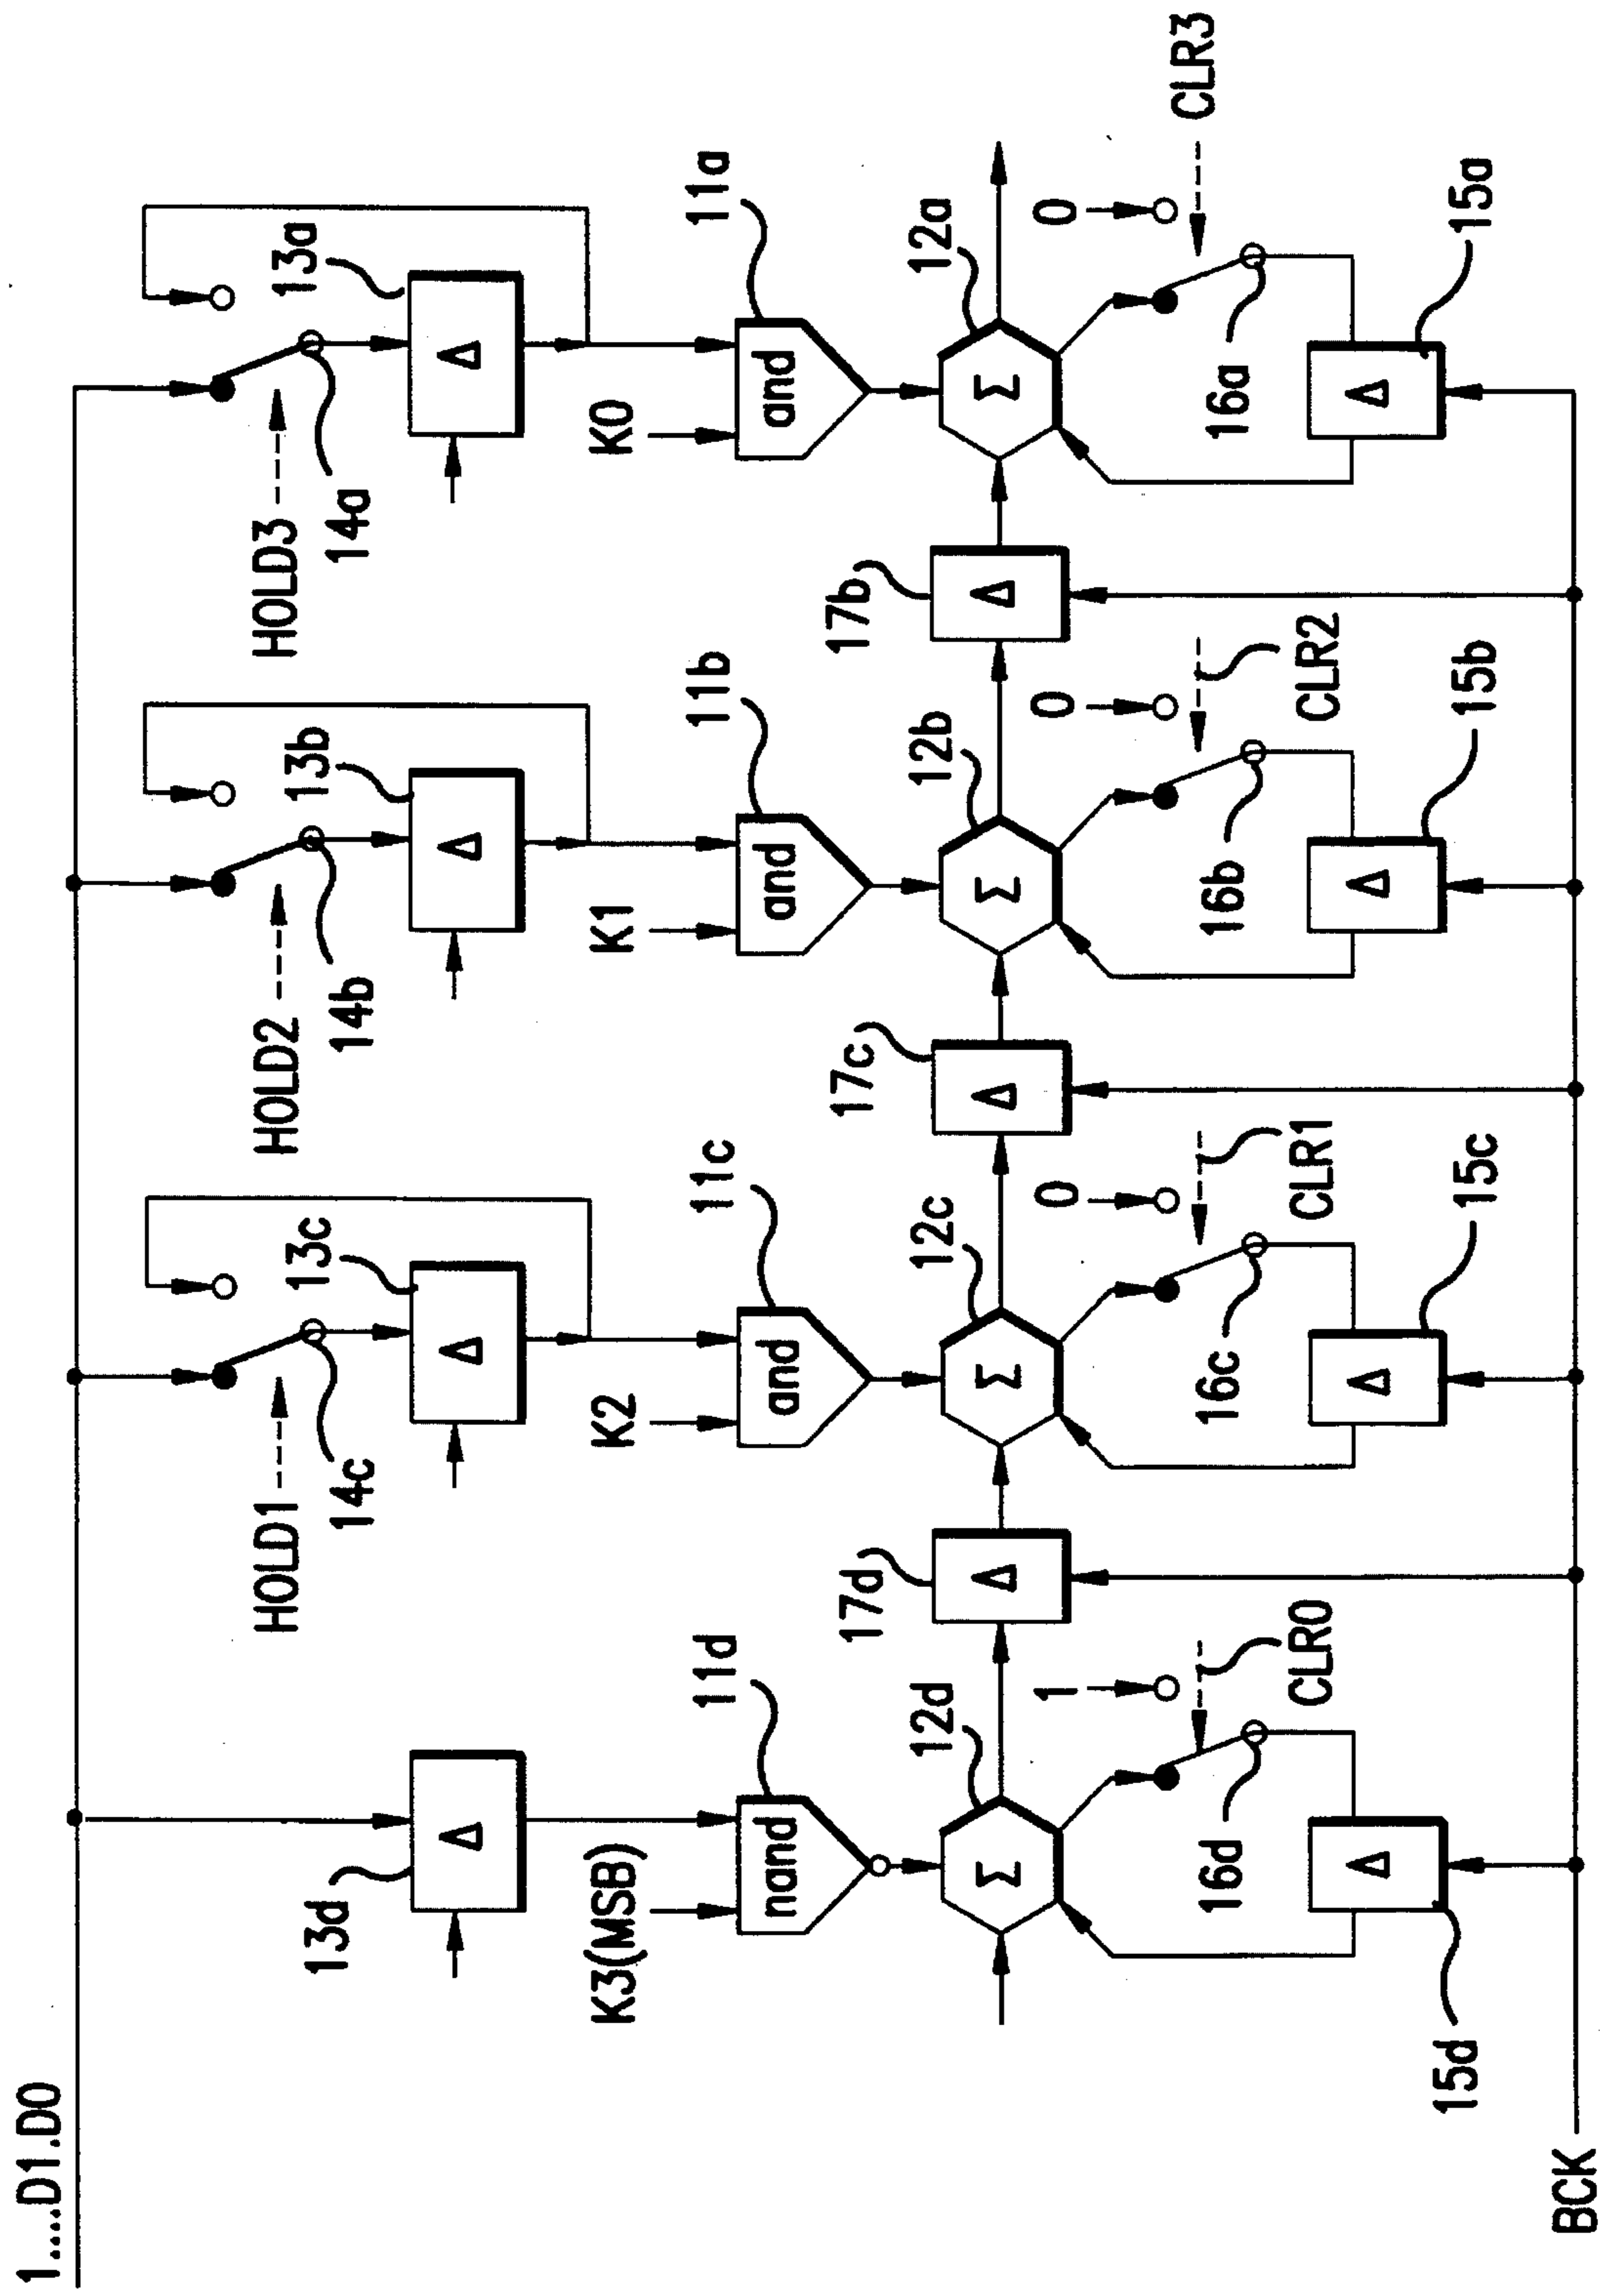 1....D1.D0
HOLD1
HOLD2
HOLD3
14c
14b
14a
13d
13c
13b
13a
Δ
Δ
Δ
Δ
K3(MSB)
K2
K1
K0
11d
11c
11b
11a
nand
and
and
and
12d
17d
12c
17c
12b
17b
12a
Σ
Δ
Σ
Δ
Σ
Δ
Σ
1
0
0
0
CLR0
CLR1
CLR2
CLR3
16d
16c
16b
16a
Δ
Δ
Δ
Δ
15d
15c
15b
15a
BCK